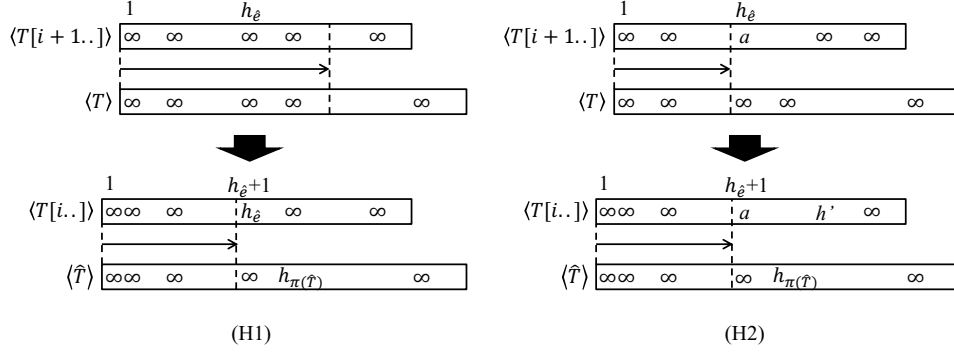 1 h_ê
⟨T[i + 1..]⟩ ∞ ∞ ∞ ∞ ∞
⟨T⟩ ∞ ∞ ∞ ∞ ∞
1 h_ê+1
⟨T[i..]⟩ ∞∞ ∞ h_ê ∞ ∞
⟨T̂⟩ ∞∞ ∞ ∞ h_π(T̂) ∞
(H1)
1 h_ê
⟨T[i + 1..]⟩ ∞ ∞ a ∞ ∞
⟨T⟩ ∞ ∞ ∞ ∞ ∞
1 h_ê+1
⟨T[i..]⟩ ∞∞ ∞ a h’ ∞
⟨T̂⟩ ∞∞ ∞ ∞ h_π(T̂) ∞
(H2)